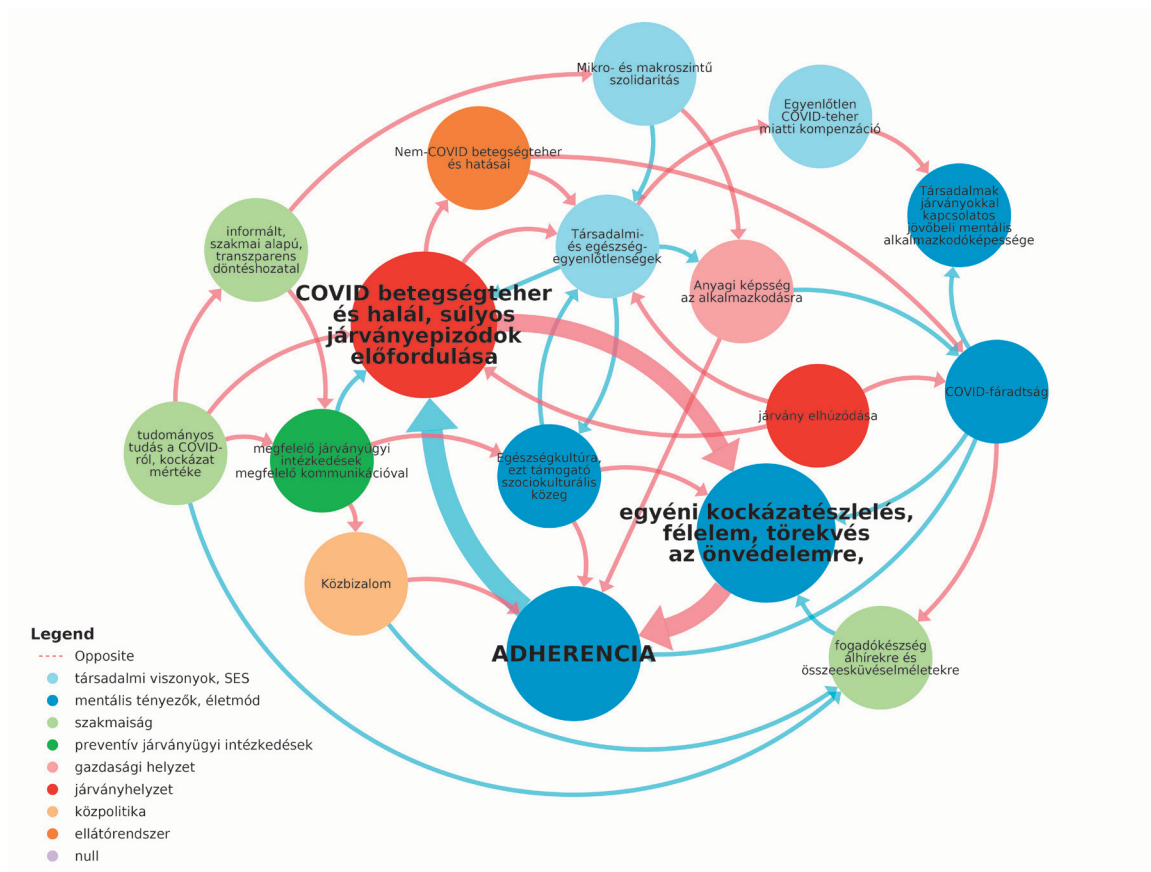 Mikro- és makroszintű
szolidaritás
Egyenlőtlen
COVID-teher
miatti kompenzáció
Nem-COVID betegségteher
és hatásai
Társadalmak
járványokkal
kapcsolatos
jövőbeli mentális
alkalmazkodóképessége
informált,
szakmai alapú,
transzparens
döntéshozatal
Társadalmi-
és egészség-
egyenlőtlenségek
Anyagi képsség
az alkalmazkodásra
COVID betegségteher
és halál, súlyos
járványepizódok
előfordulása
COVID-fáradtság
járvány elhúzódása
tudományos
tudás a COVID-
ról, kockázat
mértéke
megfelelő járványügyi
intézkedések
megfelelő kommunikációval
Egészségkultúra,
ezt támogató
szociokulturális
közeg
egyéni kockázatészlelés,
félelem, törekvés
az önvédelemre,
Közbizalom
ADHERENCIA
fogadókészség
álhírekre és
összeesküvéselméletekre
Legend
Opposite
társadalmi viszonyok, SES
mentális tényezők, életmód
szakmaiság
preventív járványügyi intézkedések
gazdasági helyzet
járványhelyzet
közpolitika
ellátórendszer
null